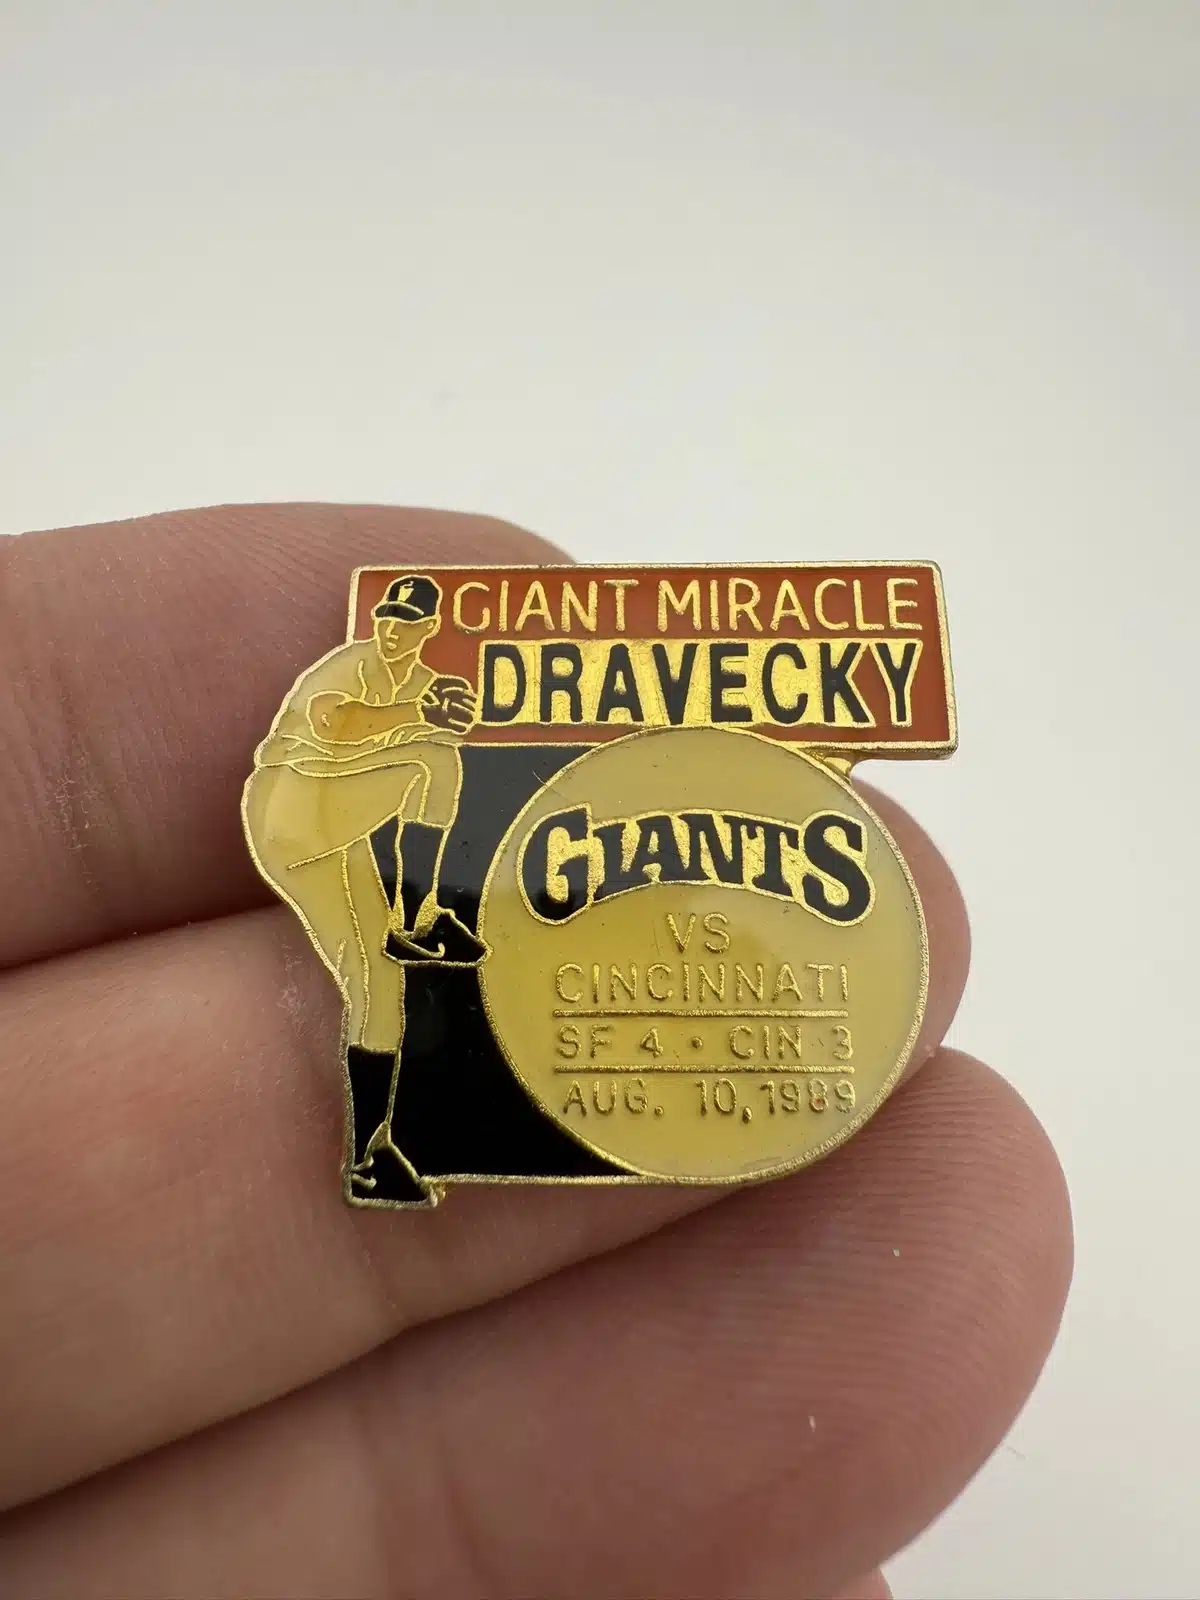 GIANT MIRACLE
DRAVECKY
GIANTS
VS
CINCINNATI
SF 4 · CIN 3
AUG. 10, 1989